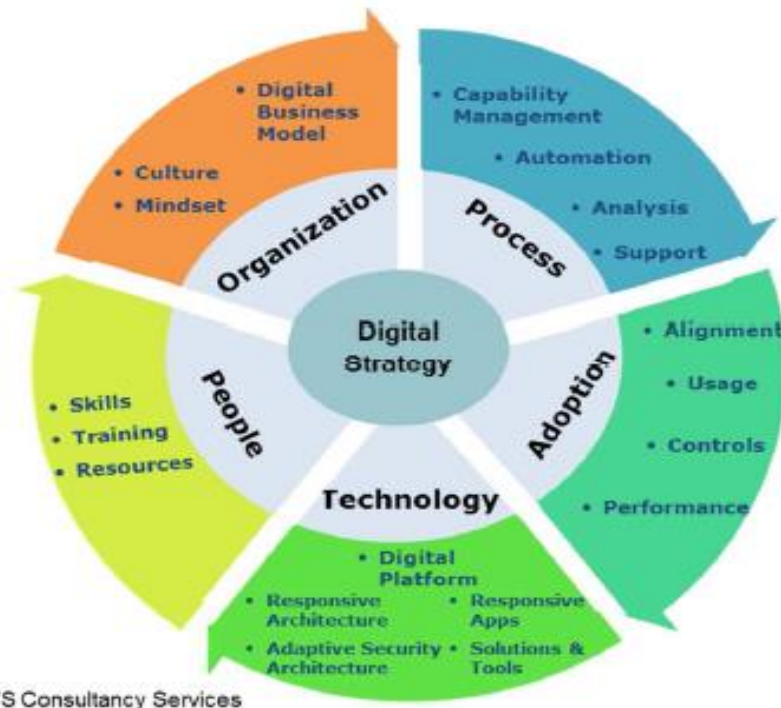 • Digital
Business
Model
• Culture
• Mindset
Organization
• Capability
Management
• Automation
• Analysis
• Support
Process
• Alignment
• Usage
• Controls
• Performance
Adoption
Digital
Strategy
People
• Skills
• Training
• Resources
Technology
• Digital
Platform
• Responsive
Architecture
• Responsive
Apps
• Adaptive Security
Architecture
• Solutions &
Tools
S Consultancy Services